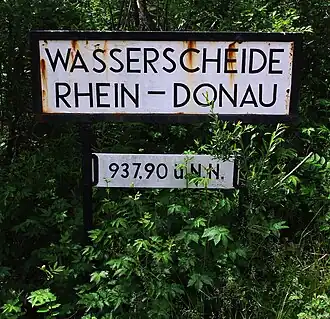 WASSERSCHEIDE
RHEIN – DONAU
937,90 ü.N.N.